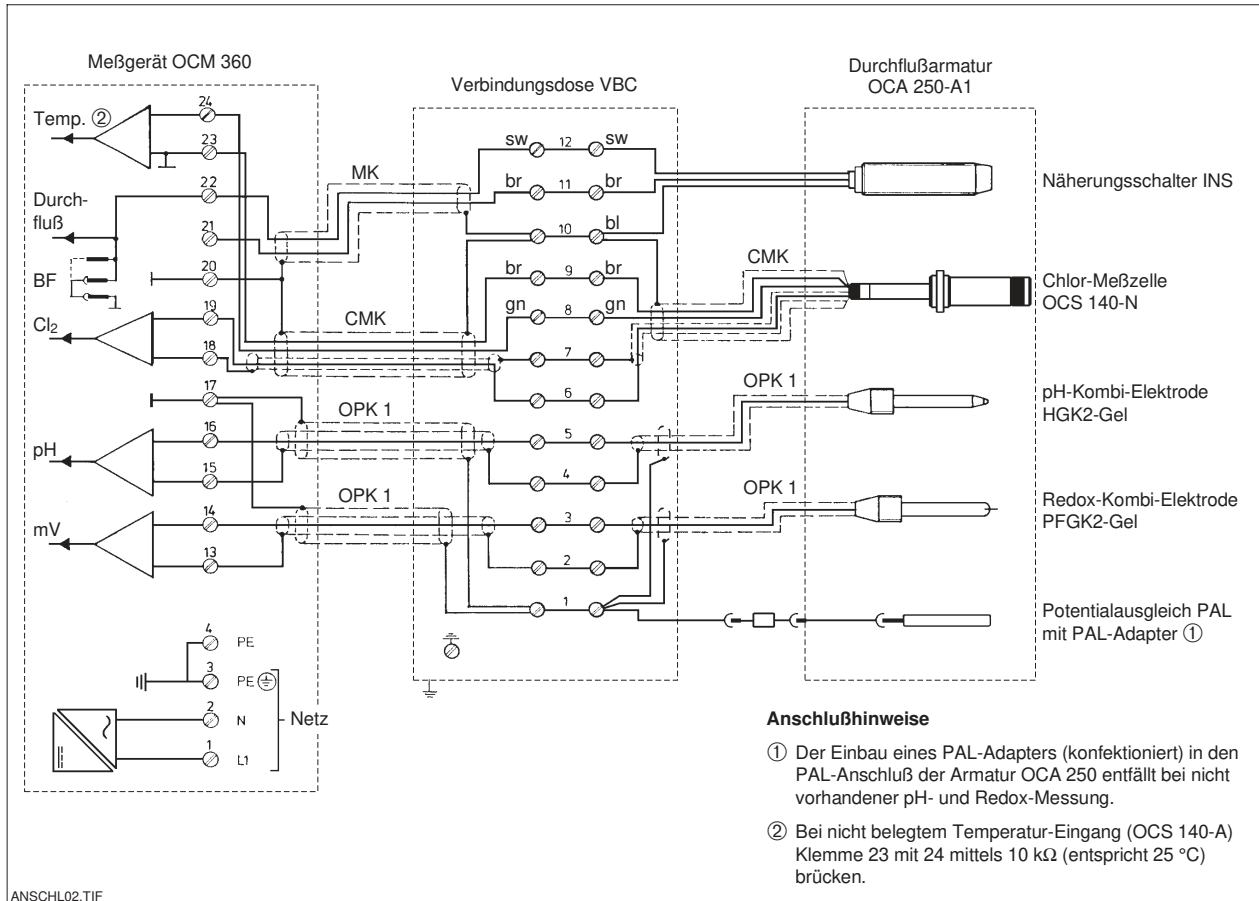 Meßgerät OCM 360
Verbindungsdose VBC
Durchflußarmatur
OCA 250-A1
Temp. ②
24
23
22
Durch-
fluß
21
BF
20
19
Cl₂
18
17
16
pH
15
14
mV
13
4 PE
3 PE
2 N
Netz
1 L1
MK
CMK
OPK 1
OPK 1
sw 12 sw
br 11 br
10 bl
br 9 br
gn 8 gn
7
6
5
4
3
2
1
CMK
OPK 1
OPK 1
Näherungsschalter INS
Chlor-Meßzelle
OCS 140-N
pH-Kombi-Elektrode
HGK2-Gel
Redox-Kombi-Elektrode
PFGK2-Gel
Potentialausgleich PAL
mit PAL-Adapter ①
Anschlußhinweise
① Der Einbau eines PAL-Adapters (konfektioniert) in den
PAL-Anschluß der Armatur OCA 250 entfällt bei nicht
vorhandener pH- und Redox-Messung.
② Bei nicht belegtem Temperatur-Eingang (OCS 140-A)
Klemme 23 mit 24 mittels 10 kΩ (entspricht 25 °C)
brücken.
ANSCHL02.TIF